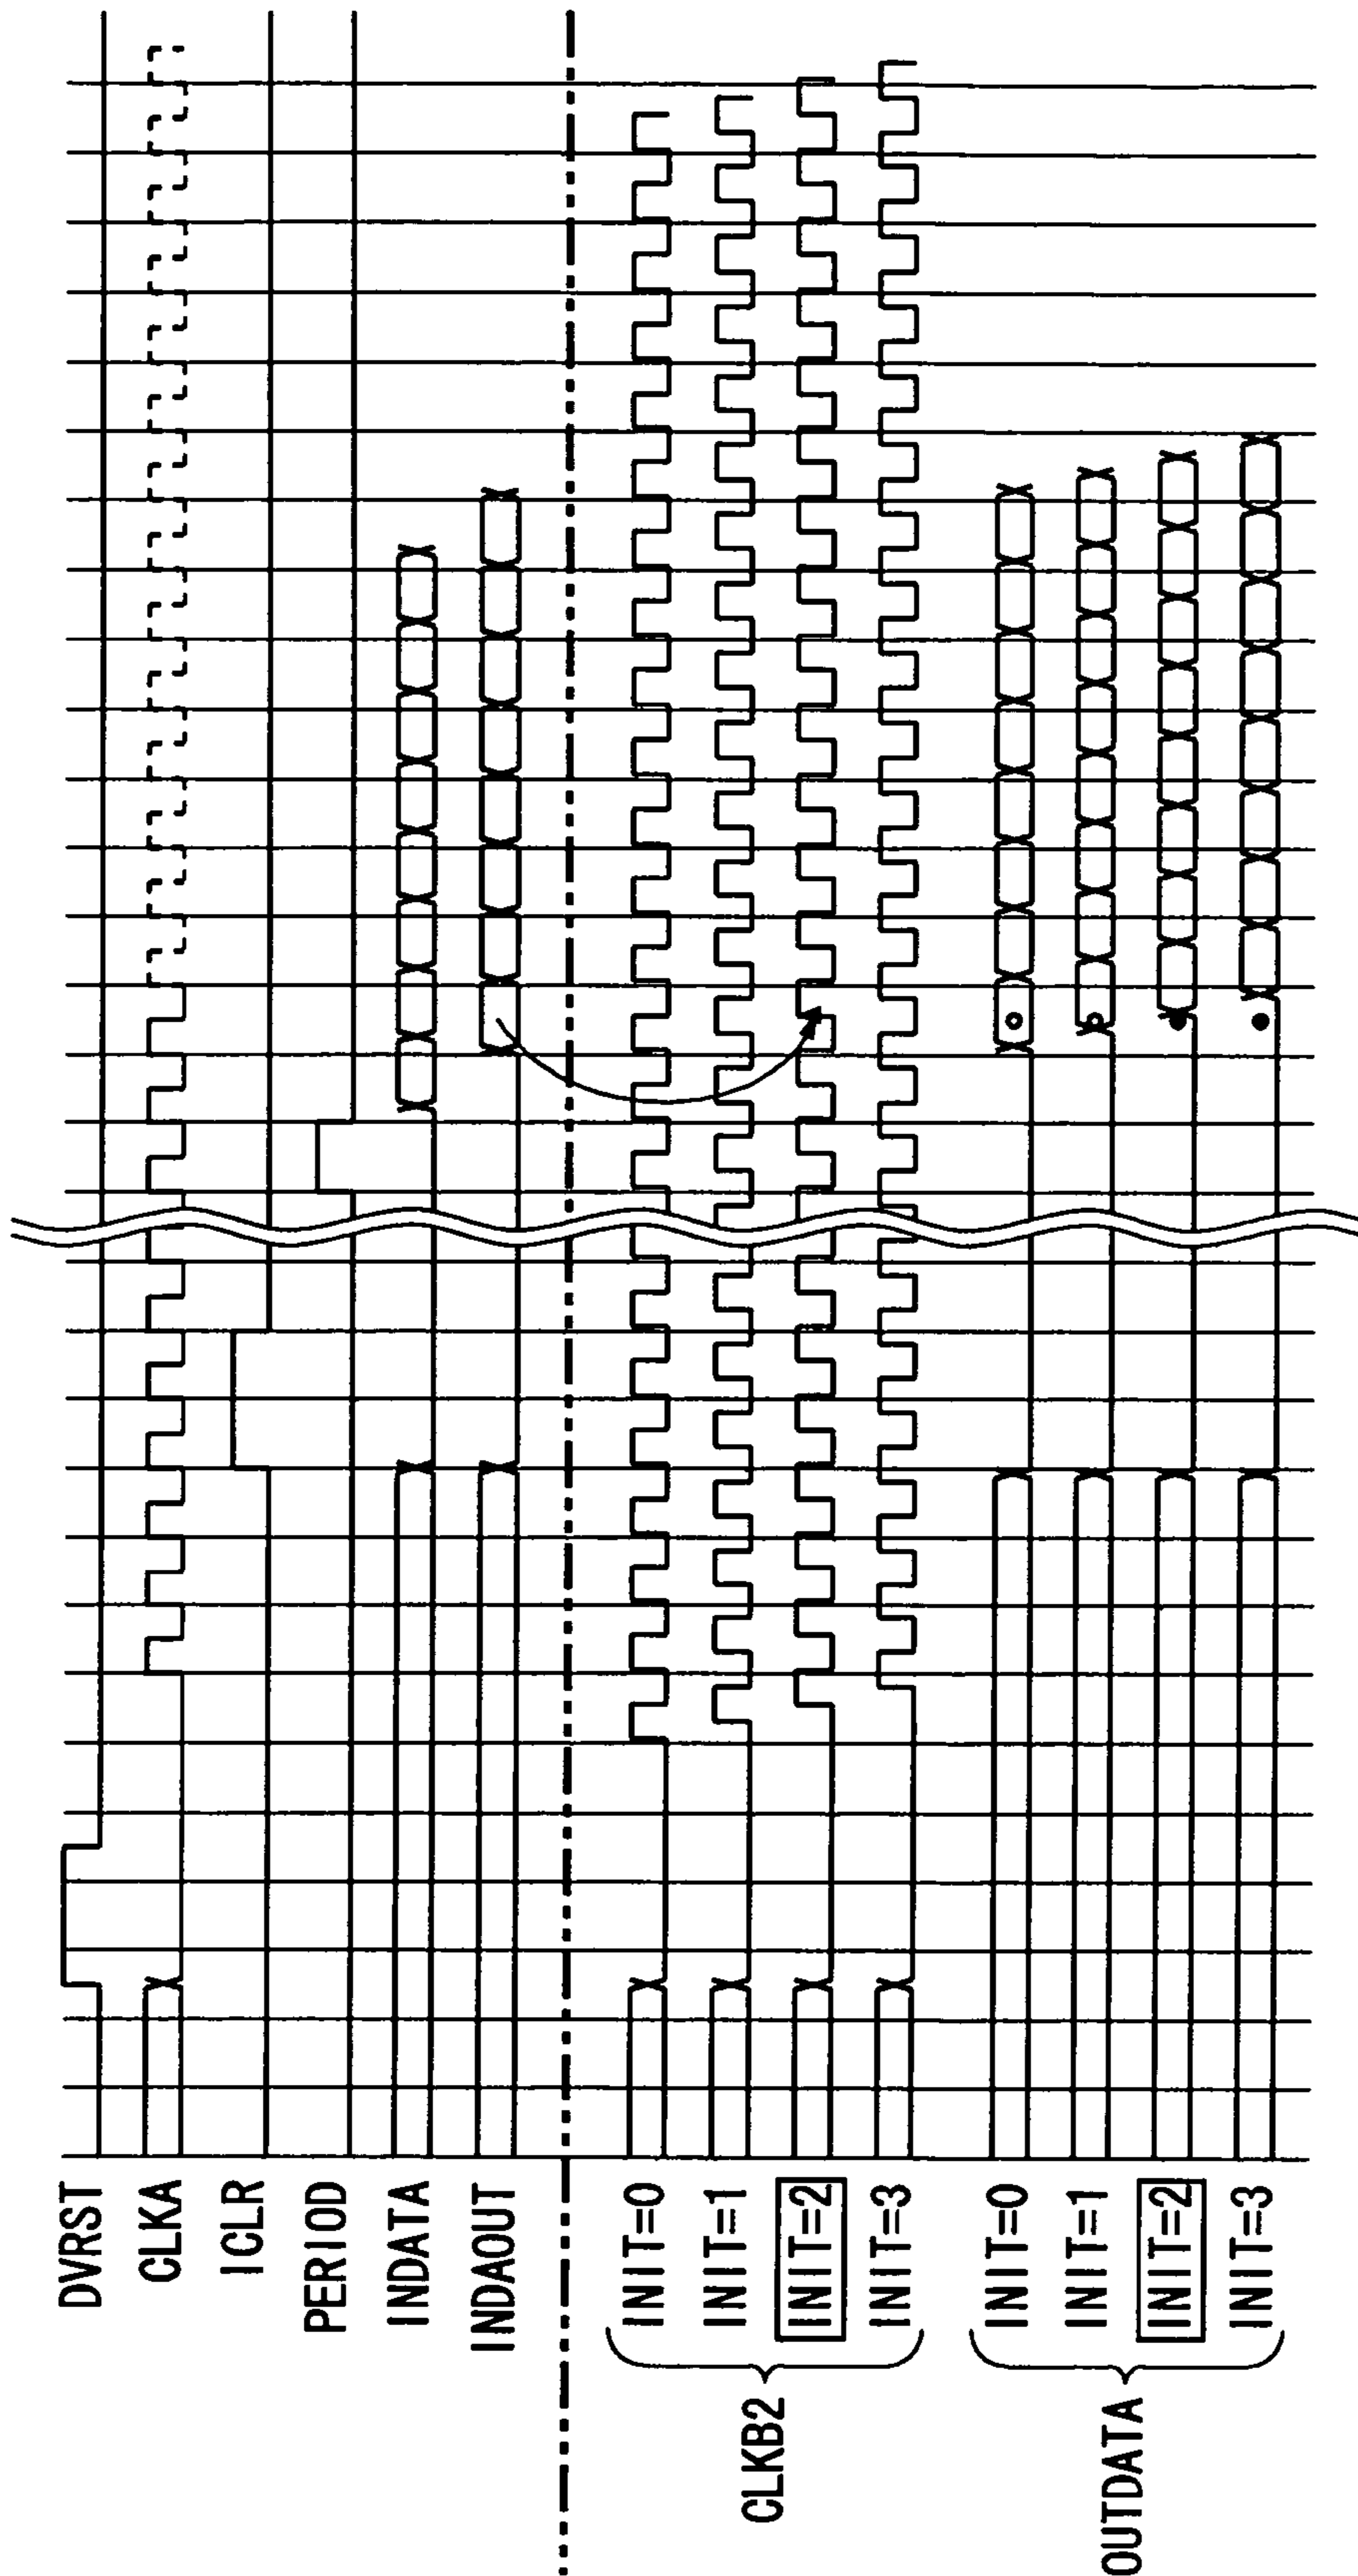 DVRST
CLKA
ICLR
PERIOD
INDATA
INDAOUT
CLKB2
INIT=0
INIT=1
INIT=2
INIT=3
OUTDATA
INIT=0
INIT=1
INIT=2
INIT=3